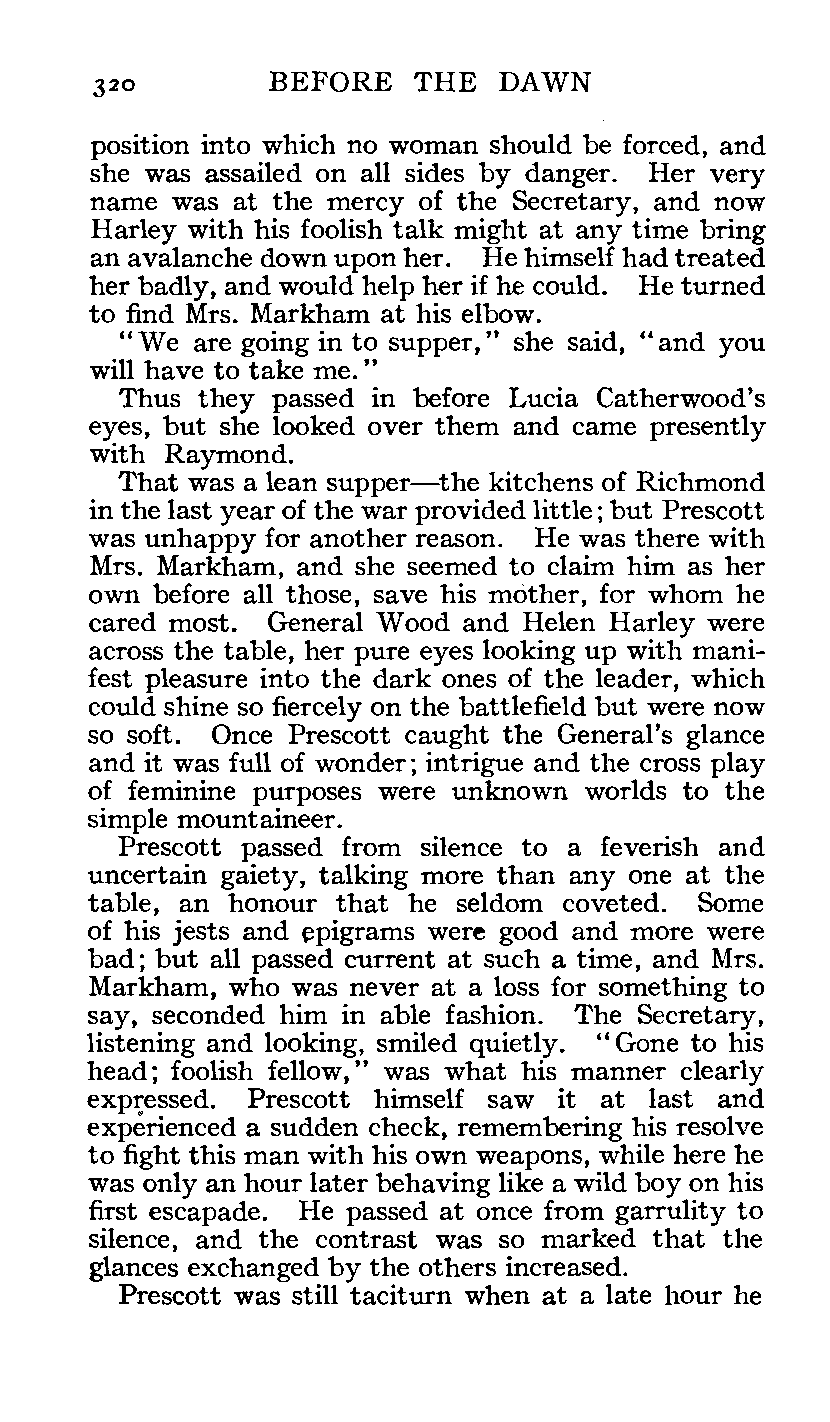 320 BEFORE THE DAWN
position into which no woman should be forced, and
she was assailed on all sides by danger. Her very
name was at the mercy of the Secretary, and now
Harley with his foolish talk might at any time bring
an avalanche down upon her. He himself had treated
her badly, and would help her if he could. He turned
to find Mrs. Markham at his elbow.
"We are going in to supper," she said, "and you
will have to take me."
Thus they passed in before Lucia Catherwood's
eyes, but she looked over them and came presently
with Raymond.
That was a lean supper—the kitchens of Richmond
in the last year of the war provided little; but Prescott
was unhappy for another reason. He was there with
Mrs. Markham, and she seemed to claim him as her
own before all those, save his mother, for whom he
cared most. General Wood and Helen Harley were
across the table, her pure eyes looking up with mani-
fest pleasure into the dark ones of the leader, which
could shine so fiercely on the battlefield but were now
so soft. Once Prescott caught the General's glance
and it was full of wonder; intrigue and the cross play
of feminine purposes were unknown worlds to the
simple mountaineer.
Prescott passed from silence to a feverish and
uncertain gaiety, talking more than any one at the
table, an honour that he seldom coveted. Some
of his jests and epigrams were good and more were
bad; but all passed current at such a time, and Mrs.
Markham, who was never at a loss for something to
say, seconded him in able fashion. The Secretary,
listening and looking, smiled quietly. "Gone to his
head; foolish fellow," was what his manner clearly
expressed. Prescott himself saw it at last and
experienced a sudden check, remembering his resolve
to fight this man with his own weapons, while here he
was only an hour later behaving like a wild boy on his
first escapade. He passed at once from garrulity to
silence, and the contrast was so marked that the
glances exchanged by the others increased.
Prescott was still taciturn when at a late hour he